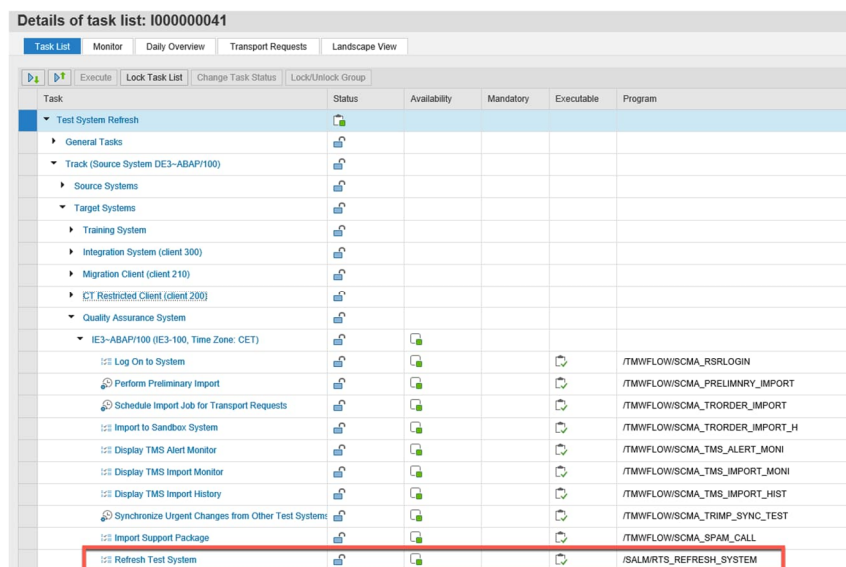 Details of task list: I000000041
Task List Monitor Daily Overview Transport Requests Landscape View
Execute Lock Task List Change Task Status Lock/Unlock Group
Task Status Availability Mandatory Executable Program
Test System Refresh
General Tasks
Track (Source System DE3~ABAP/100)
Source Systems
Target Systems
Training System
Integration System (client 300)
Migration Client (client 210)
CT Restricted Client (client 200)
Quality Assurance System
IE3~ABAP/100 (IE3-100, Time Zone: CET)
Log On to System /TMWFLOW/SCMA_RSRLOGIN
Perform Preliminary Import /TMWFLOW/SCMA_PRELIMNRY_IMPORT
Schedule Import Job for Transport Requests /TMWFLOW/SCMA_TRORDER_IMPORT
Import to Sandbox System /TMWFLOW/SCMA_TRORDER_IMPORT_H
Display TMS Alert Monitor /TMWFLOW/SCMA_TMS_ALERT_MONI
Display TMS Import Monitor /TMWFLOW/SCMA_TMS_IMPORT_MONI
Display TMS Import History /TMWFLOW/SCMA_TMS_IMPORT_HIST
Synchronize Urgent Changes from Other Test Systems /TMWFLOW/SCMA_TRIMP_SYNC_TEST
Import Support Package /TMWFLOW/SCMA_SPAM_CALL
Refresh Test System /SALM/RTS_REFRESH_SYSTEM